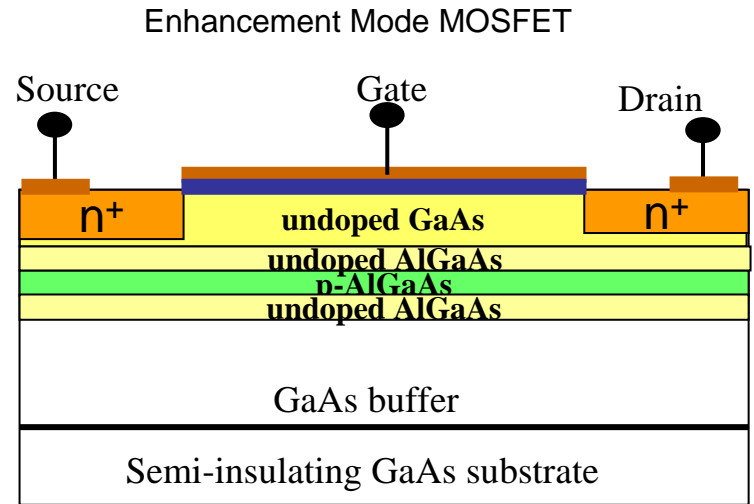 Enhancement Mode MOSFET
Source
Gate
Drain
n+
n+
undoped GaAs
undoped AlGaAs
p-AlGaAs
undoped AlGaAs
GaAs buffer
Semi-insulating GaAs substrate